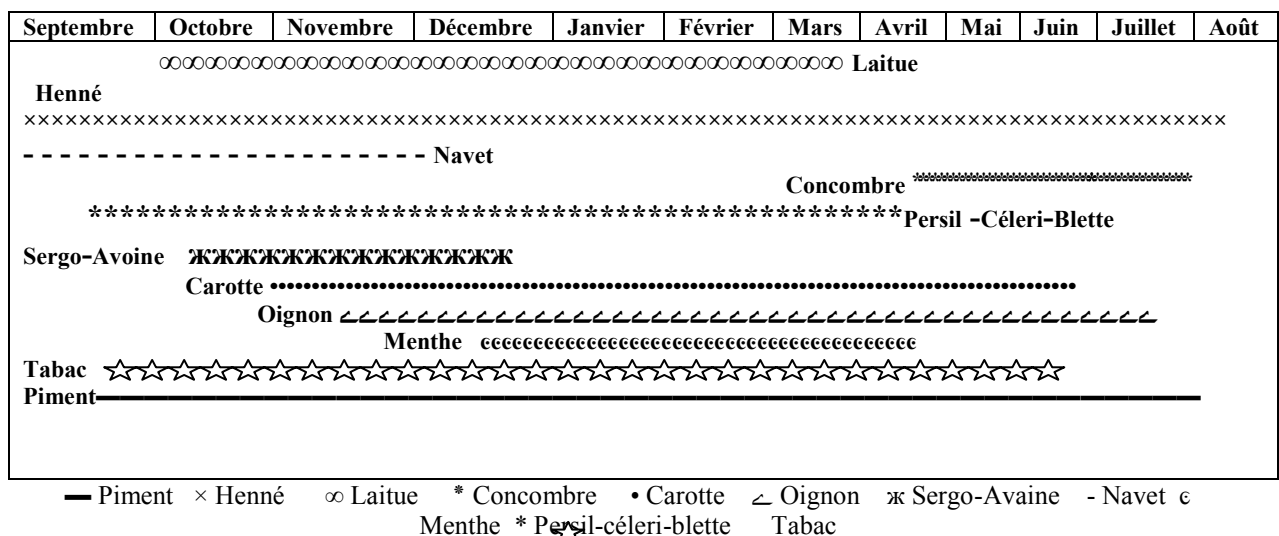 Septembre Octobre Novembre Décembre Janvier Février Mars Avril Mai Juin Juillet Août
Laitue
Henné
Navet
Concombre
Persil -Céleri-Blette
Sergo-Avoine
Carotte
Oignon
Menthe
Tabac
Piment
Piment × Henné ∞ Laitue * Concombre • Carotte Oignon ж Sergo-Avaine - Navet є
Menthe * Persil-céleri-blette Tabac